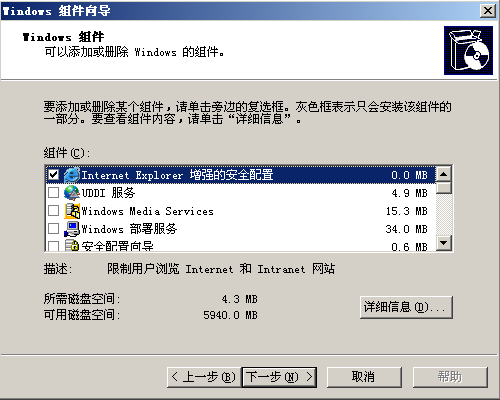 Windows 组件向导
Windows 组件
可以添加或删除 Windows 的组件。
要添加或删除某个组件，请单击旁边的复选框。灰色框表示只会安装该组件的
一部分。要查看组件内容，请单击“详细信息”。
组件(C):
Internet Explorer 增强的安全配置 0.0 MB
UDDI 服务 4.9 MB
Windows Media Services 15.3 MB
Windows 部署服务 34.0 MB
安全配置向导 0.6 MB
描述: 限制用户浏览 Internet 和 Intranet 网站
所需磁盘空间: 4.3 MB
可用磁盘空间: 5940.0 MB
详细信息(D)...
< 上一步(B) 下一步(N) > 取消 帮助